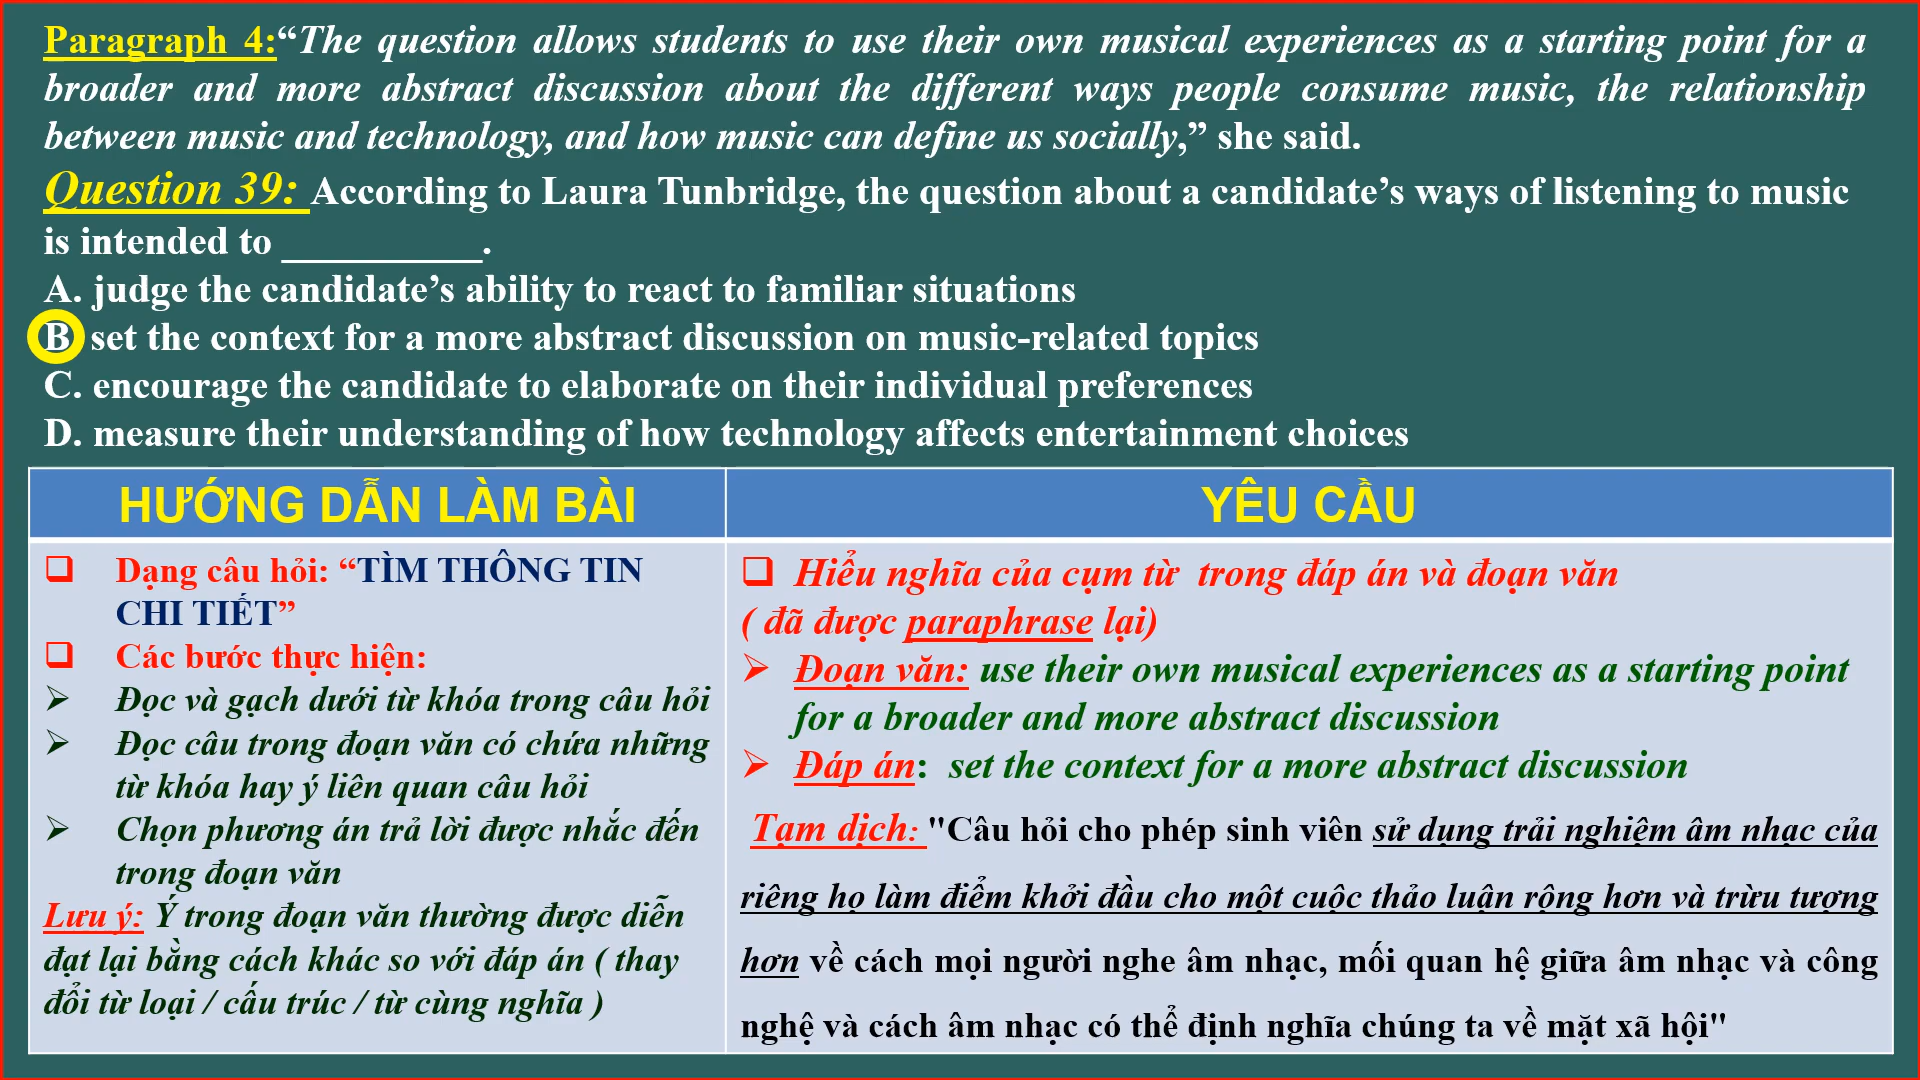 Paragraph 4:“The question allows students to use their own musical experiences as a starting point for a
broader and more abstract discussion about the different ways people consume music, the relationship
between music and technology, and how music can define us socially,” she said.
Question 39: According to Laura Tunbridge, the question about a candidate’s ways of listening to music
is intended to __________.
A. judge the candidate’s ability to react to familiar situations
B set the context for a more abstract discussion on music-related topics
C. encourage the candidate to elaborate on their individual preferences
D. measure their understanding of how technology affects entertainment choices
HƯỚNG DẪN LÀM BÀI
Dạng câu hỏi: “TÌM THÔNG TIN
CHI TIẾT”
Các bước thực hiện:
Đọc và gạch dưới từ khóa trong câu hỏi
Đọc câu trong đoạn văn có chứa những
từ khóa hay ý liên quan câu hỏi
Chọn phương án trả lời được nhắc đến
trong đoạn văn
Lưu ý: Ý trong đoạn văn thường được diễn
đạt lại bằng cách khác so với đáp án ( thay
đổi từ loại / cấu trúc / từ cùng nghĩa )
YÊU CẦU
Hiểu nghĩa của cụm từ trong đáp án và đoạn văn
( đã được paraphrase lại)
Đoạn văn: use their own musical experiences as a starting point
for a broader and more abstract discussion
Đáp án: set the context for a more abstract discussion
Tạm dịch: "Câu hỏi cho phép sinh viên sử dụng trải nghiệm âm nhạc của
riêng họ làm điểm khởi đầu cho một cuộc thảo luận rộng hơn và trừu tượng
hơn về cách mọi người nghe âm nhạc, mối quan hệ giữa âm nhạc và công
nghệ và cách âm nhạc có thể định nghĩa chúng ta về mặt xã hội"